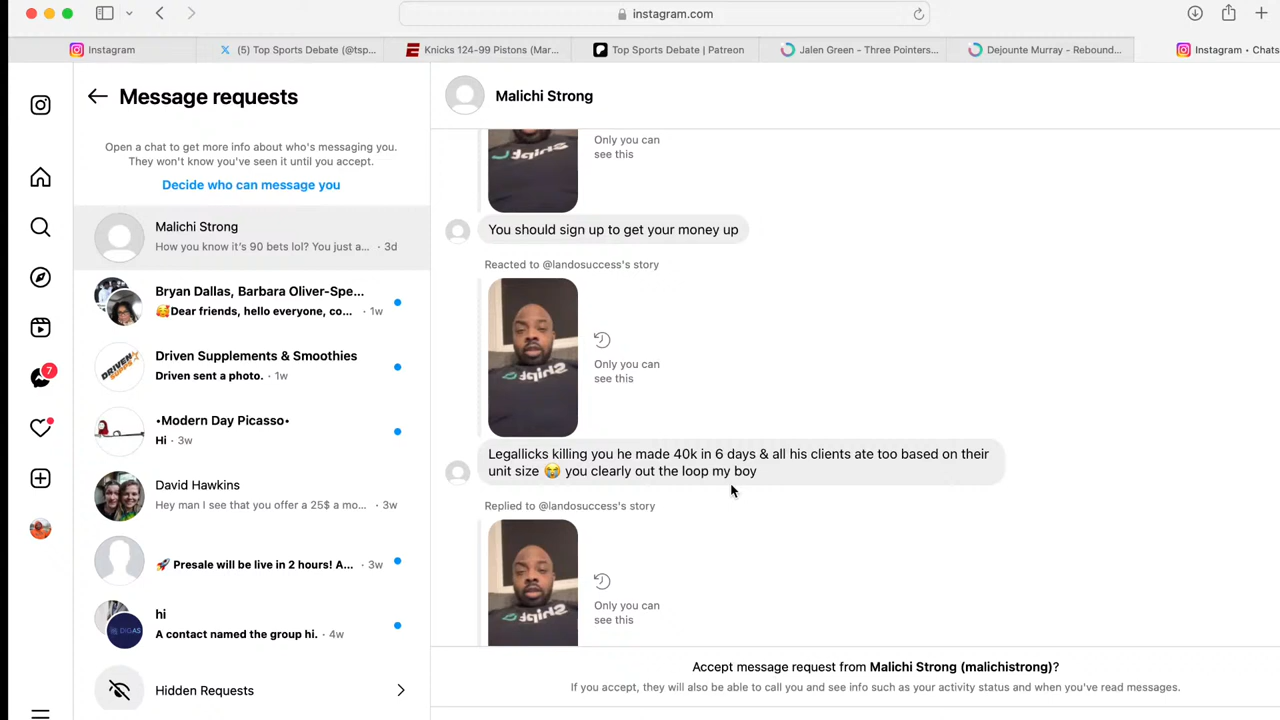 instagram.com
Instagram
(5) Top Sports Debate (@tsp...
Knicks 124-99 Pistons (Mar...
Top Sports Debate | Patreon
Jalen Green - Three Pointers...
Dejounte Murray - Rebound...
Instagram • Chats
Message requests
Open a chat to get more info about who's messaging you.
They won't know you've seen it until you accept.
Decide who can message you
Malichi Strong
How you know it's 90 bets lol? You just a... · 3d
Bryan Dallas, Barbara Oliver-Spe...
🥰Dear friends, hello everyone, co... · 1w
Driven Supplements & Smoothies
Driven sent a photo. · 1w
•Modern Day Picasso•
Hi · 3w
David Hawkins
Hey man I see that you offer a 25$ a mo... · 3w
🚀 Presale will be live in 2 hours! A... · 3w
hi
A contact named the group hi. · 4w
Hidden Requests
7
DRIVEN
DIGAS
Malichi Strong
Only you can
see this
You should sign up to get your money up
Reacted to @landosuccess's story
Only you can
see this
Legallicks killing you he made 40k in 6 days & all his clients ate too based on their
unit size 😭 you clearly out the loop my boy
Replied to @landosuccess's story
Only you can
see this
Accept message request from Malichi Strong (malichistrong)?
If you accept, they will also be able to call you and see info such as your activity status and when you've read messages.